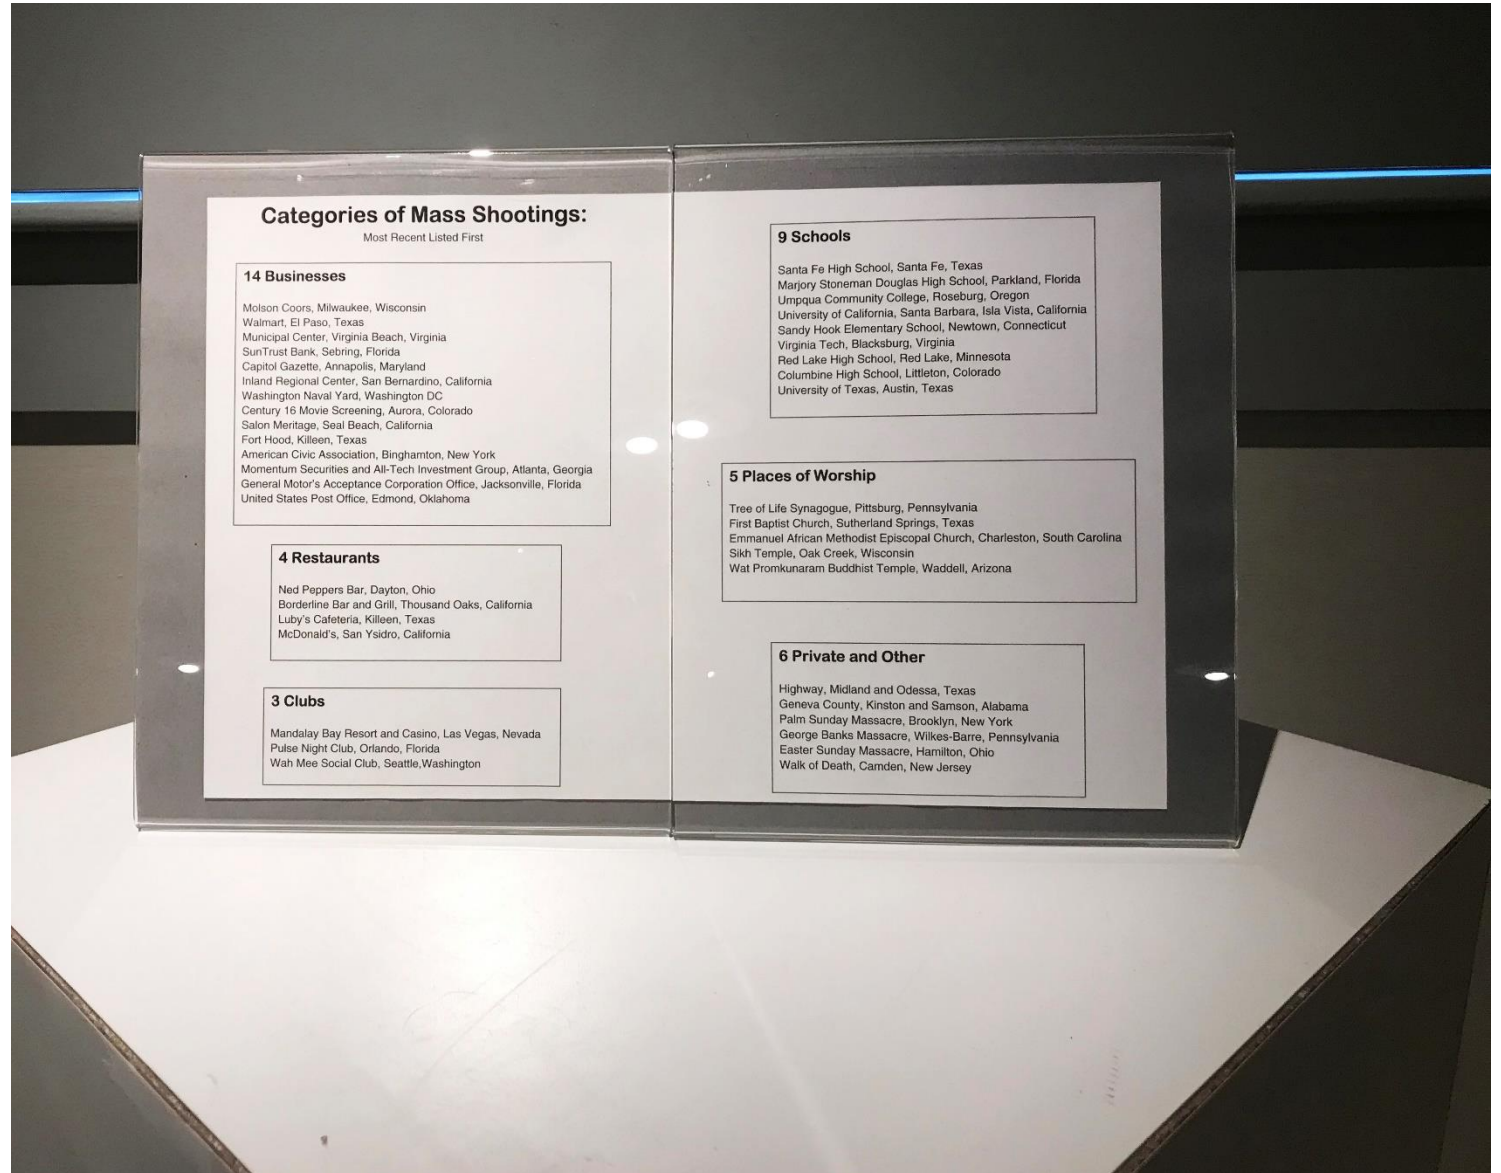 Categories of Mass Shootings:
Most Recent Listed First
14 Businesses
Molson Coors, Milwaukee, Wisconsin
Walmart, El Paso, Texas
Municipal Center, Virginia Beach, Virginia
SunTrust Bank, Sebring, Florida
Capitol Gazette, Annapolis, Maryland
Inland Regional Center, San Bernardino, California
Washington Naval Yard, Washington DC
Century 16 Movie Screening, Aurora, Colorado
Salon Meritage, Seal Beach, California
Fort Hood, Killeen, Texas
American Civic Association, Binghamton, New York
Momentum Securities and All-Tech Investment Group, Atlanta, Georgia
General Motor's Acceptance Corporation Office, Jacksonville, Florida
United States Post Office, Edmond, Oklahoma
4 Restaurants
Ned Peppers Bar, Dayton, Ohio
Borderline Bar and Grill, Thousand Oaks, California
Luby's Cafeteria, Killeen, Texas
McDonald's, San Ysidro, California
3 Clubs
Mandalay Bay Resort and Casino, Las Vegas, Nevada
Pulse Night Club, Orlando, Florida
Wah Mee Social Club, Seattle,Washington
9 Schools
Santa Fe High School, Santa Fe, Texas
Marjory Stoneman Douglas High School, Parkland, Florida
Umpqua Community College, Roseburg, Oregon
University of California, Santa Barbara, Isla Vista, California
Sandy Hook Elementary School, Newtown, Connecticut
Virginia Tech, Blacksburg, Virginia
Red Lake High School, Red Lake, Minnesota
Columbine High School, Littleton, Colorado
University of Texas, Austin, Texas
5 Places of Worship
Tree of Life Synagogue, Pittsburg, Pennsylvania
First Baptist Church, Sutherland Springs, Texas
Emmanuel African Methodist Episcopal Church, Charleston, South Carolina
Sikh Temple, Oak Creek, Wisconsin
Wat Promkunaram Buddhist Temple, Waddell, Arizona
6 Private and Other
Highway, Midland and Odessa, Texas
Geneva County, Kinston and Samson, Alabama
Palm Sunday Massacre, Brooklyn, New York
George Banks Massacre, Wilkes-Barre, Pennsylvania
Easter Sunday Massacre, Hamilton, Ohio
Walk of Death, Camden, New Jersey